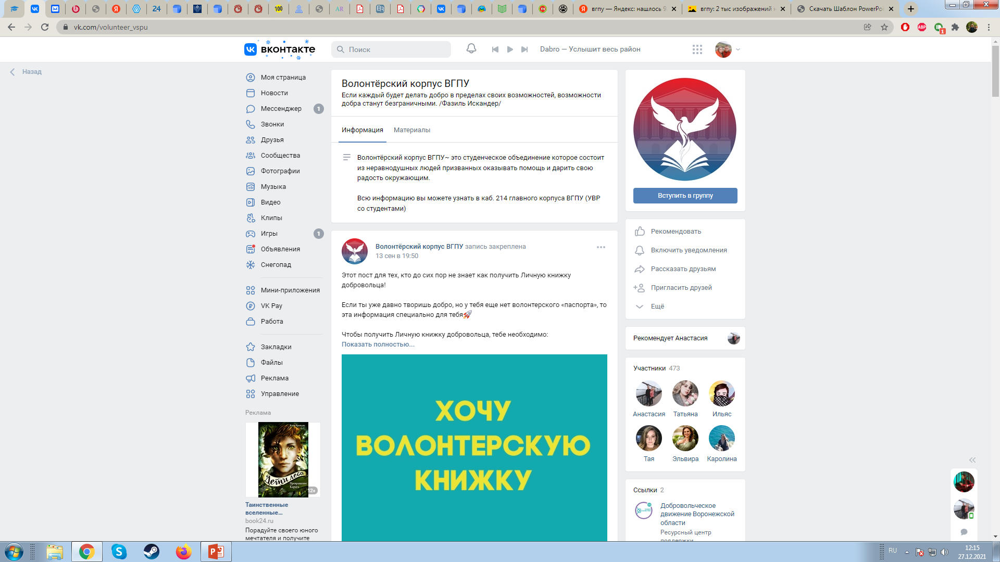 24
100
AR
вгпу — Яндекс: нашлось 9
вгпу: 2 тыс изображений
Скачать Шаблон PowerPoi
vk.com/volunteer_vspu
ABP
1
вконтакте
Поиск
Dabro — Услышит весь район
Назад
Моя страница
Новости
Мессенджер 1
Звонки
Друзья
Сообщества
Фотографии
Музыка
Видео
Клипы
Игры 1
Объявления
Снегопад
Мини-приложения
VK Pay
Работа
Закладки
Файлы
Реклама
Управление
Реклама
Дети леса
Превращение
Карага
12+
Таинственные
вселенные...
book24.ru
Порадуйте своего юного
мечтателя и получите
Волонтёрский корпус ВГПУ
Если каждый будет делать добро в пределах своих возможностей, возможности
добра станут безграничными. /Фазиль Искандер/
Информация Материалы
Волонтёрский корпус ВГПУ~ это студенческое объединение которое состоит
из неравнодушных людей призванных оказывать помощь и дарить свою
радость окружающим.
Всю информацию вы можете узнать в каб. 214 главного корпуса ВГПУ (УВР
со студентами)
Волонтёрский корпус ВГПУ запись закреплена
13 сен в 19:50
Этот пост для тех, кто до сих пор не знает как получить Личную книжку
добровольца!
Если ты уже давно творишь добро, но у тебя еще нет волонтерского «паспорта», то
эта информация специально для тебя🚀
Чтобы получить Личную книжку добровольца, тебе необходимо:
Показать полностью...
ХОЧУ
ВОЛОНТЕРСКУЮ
КНИЖКУ
Вступить в группу
Рекомендовать
Включить уведомления
Рассказать друзьям
Пригласить друзей
Ещё
Рекомендует Анастасия
Участники 473
Анастасия Татьяна Ильяс
Тая Эльвира Каролина
Ссылки 2
Добровольческое
движение Воронежской
области
Ресурсный центр
поддержки
RU
12:15
27.12.2021